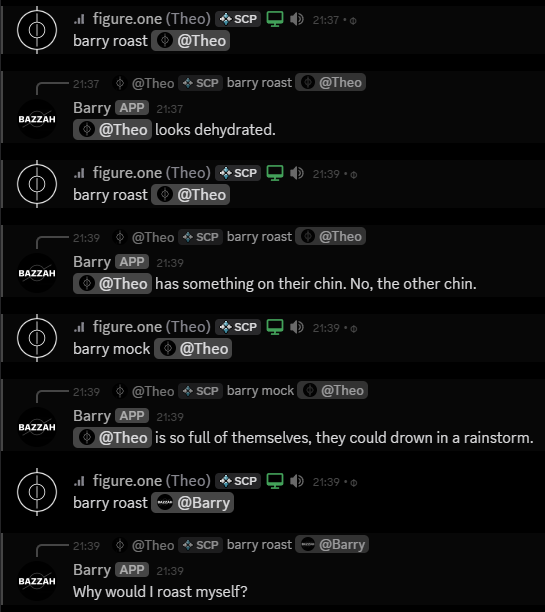 figure.one (Theo) SCP 21:37 • Φ
barry roast @Theo
21:37 @Theo SCP barry roast @Theo
BAZZAH
Barry APP 21:37
@Theo looks dehydrated.
figure.one (Theo) SCP 21:39 • Φ
barry roast @Theo
21:39 @Theo SCP barry roast @Theo
BAZZAH
Barry APP 21:39
@Theo has something on their chin. No, the other chin.
figure.one (Theo) SCP 21:39 • Φ
barry mock @Theo
21:39 @Theo SCP barry mock @Theo
BAZZAH
Barry APP 21:39
@Theo is so full of themselves, they could drown in a rainstorm.
figure.one (Theo) SCP 21:39 • Φ
barry roast @Barry
21:39 @Theo SCP barry roast @Barry
BAZZAH
Barry APP 21:39
Why would I roast myself?